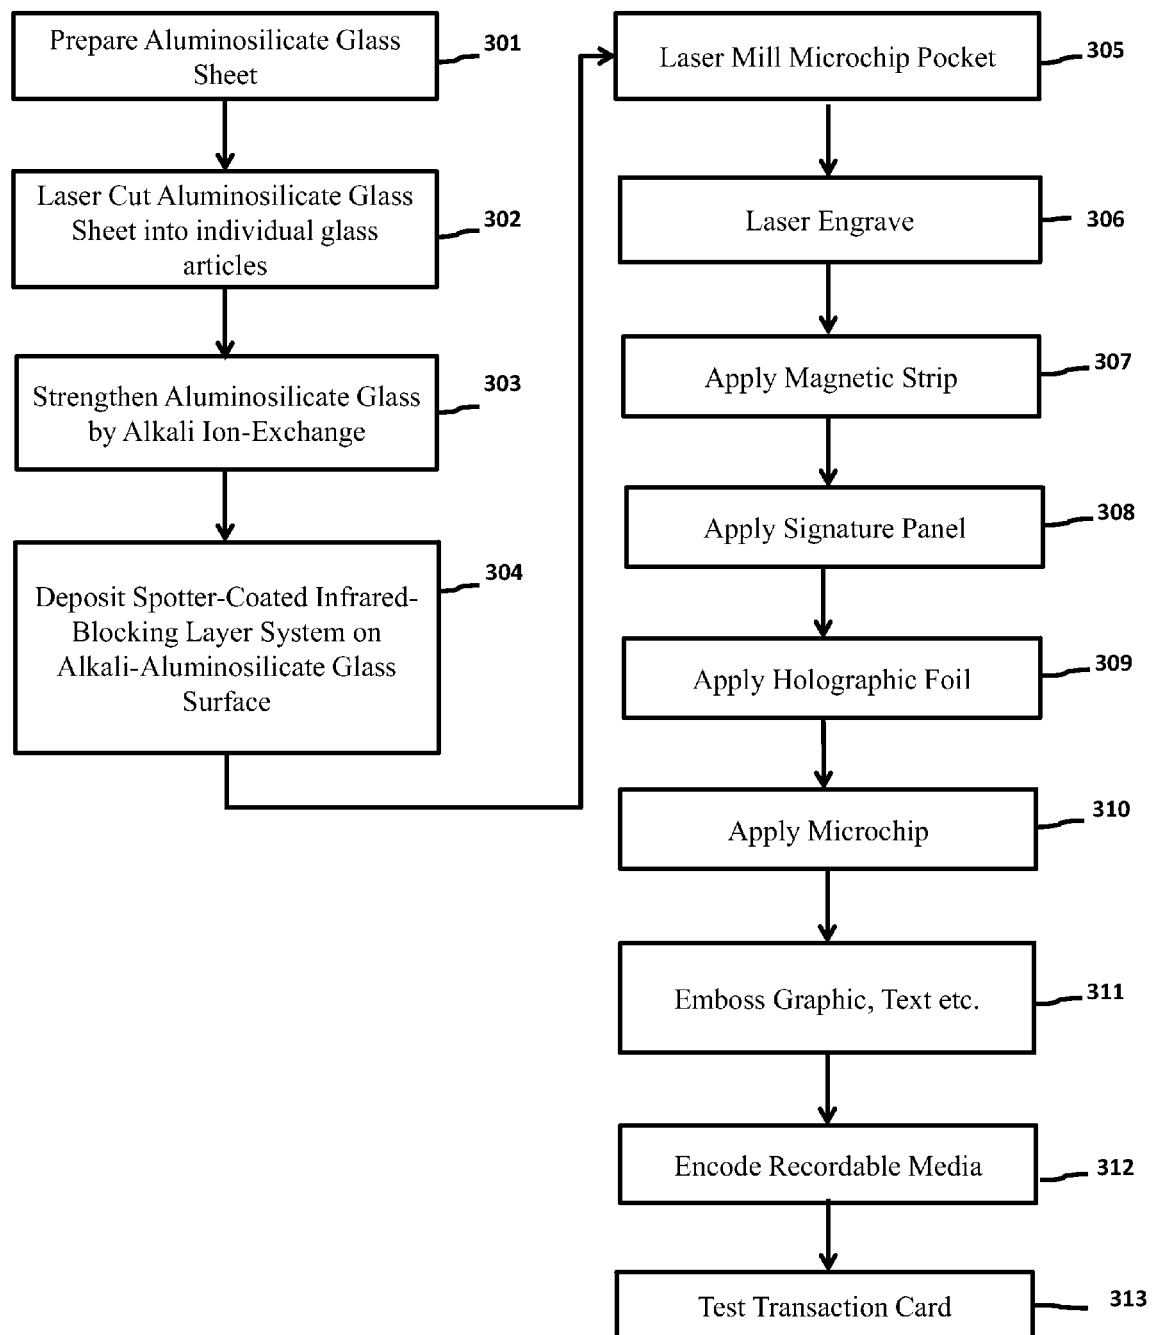 Prepare Aluminosilicate Glass
Sheet
301
Laser Cut Aluminosilicate Glass
Sheet into individual glass
articles
302
Strengthen Aluminosilicate Glass
by Alkali Ion-Exchange
303
Deposit Spotter-Coated Infrared-
Blocking Layer System on
Alkali-Aluminosilicate Glass
Surface
304
Laser Mill Microchip Pocket
305
Laser Engrave
306
Apply Magnetic Strip
307
Apply Signature Panel
308
Apply Holographic Foil
309
Apply Microchip
310
Emboss Graphic, Text etc.
311
Encode Recordable Media
312
Test Transaction Card
313